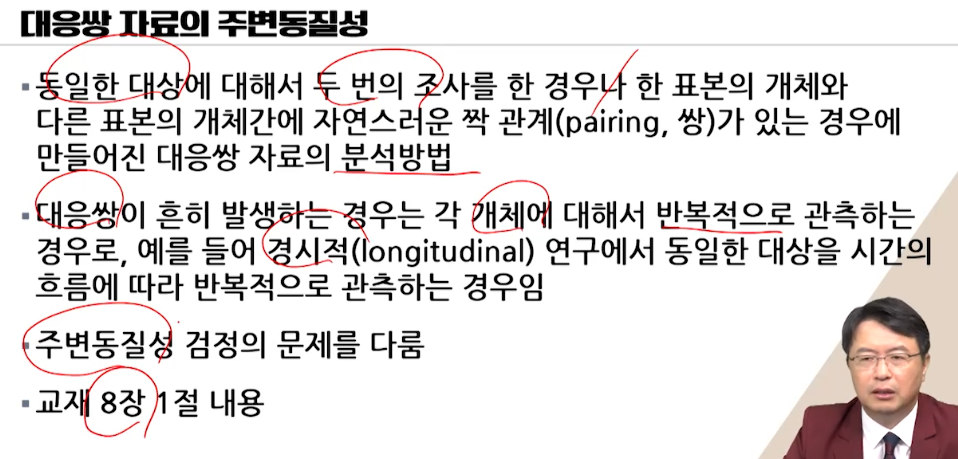 대응쌍 자료의 주변동질성
▪동일한 대상에 대해서 두 번의 조사를 한 경우나 한 표본의 개체와
다른 표본의 개체간에 자연스러운 짝 관계(pairing, 쌍)가 있는 경우에
만들어진 대응쌍 자료의 분석방법
▪대응쌍이 흔히 발생하는 경우는 각 개체에 대해서 반복적으로 관측하는
경우로, 예를 들어 경시적(longitudinal) 연구에서 동일한 대상을 시간의
흐름에 따라 반복적으로 관측하는 경우임
▪주변동질성 검정의 문제를 다룸
▪교재 8장 1절 내용